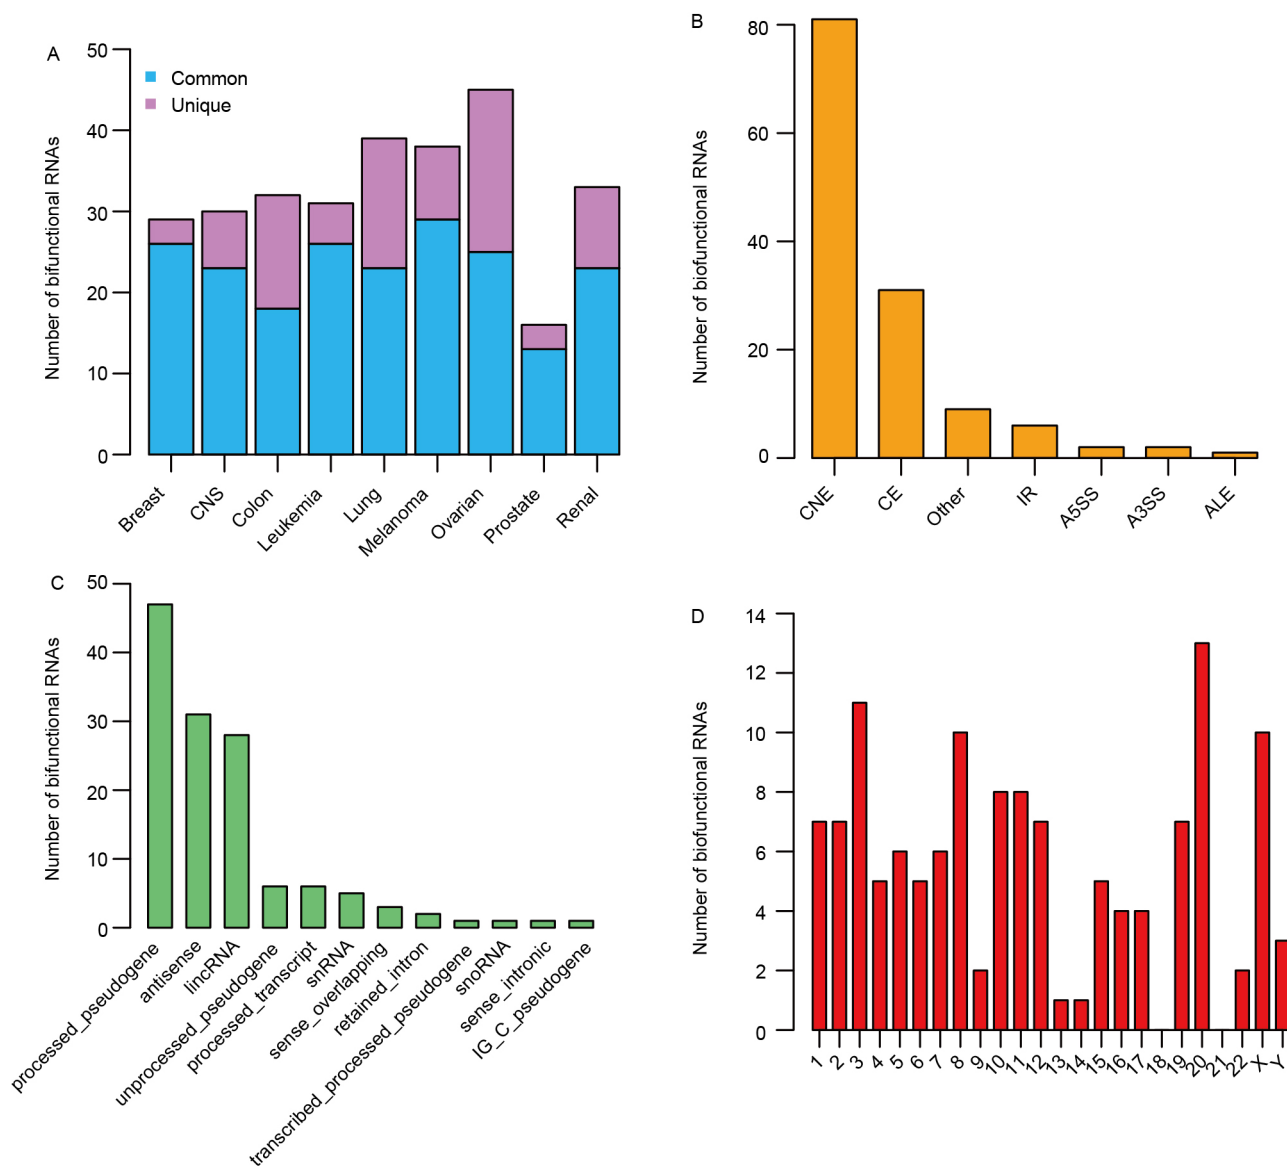 A
Common
Unique
Number of bifunctional RNAs
50
40
30
20
10
0
Breast
CNS
Colon
Leukemia
Lung
Melanoma
Ovarian
Prostate
Renal
B
Number of biofunctional RNAs
80
60
40
20
0
CNE
CE
Other
IR
A5SS
A3SS
ALE
C
Number of bifunctional RNAs
50
40
30
20
10
0
processed_pseudogene
antisense
lincRNA
unprocessed_pseudogene
processed_transcript
snRNA
sense_overlapping
retained_intron
transcribed_processed_pseudogene
snoRNA
sense_intronic
IG_C_pseudogene
D
Number of biofunctional RNAs
14
12
10
8
6
4
2
0
1
2
3
4
5
6
7
8
9
10
11
12
13
14
15
16
17
18
19
20
21
22
X
Y